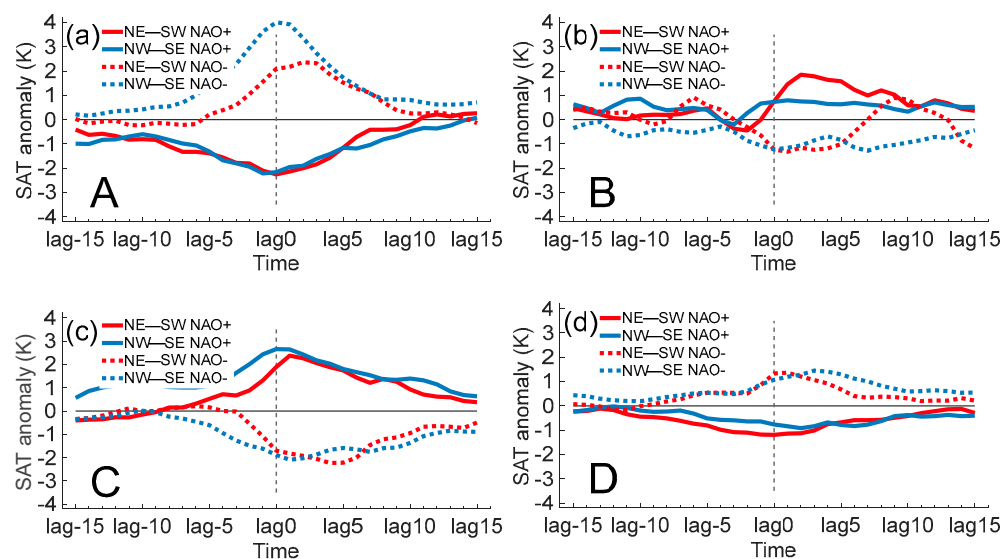 (a)
NE—SW NAO+
NW—SE NAO+
NE—SW NAO-
NW—SE NAO-
SAT anomaly (K)
4
3
2
1
0
-1
-2
-3
-4
A
lag-15 lag-10 lag-5 lag0 lag5 lag10 lag15
Time
(b)
NE—SW NAO+
NW—SE NAO+
NE—SW NAO-
NW—SE NAO-
SAT anomaly (K)
4
3
2
1
0
-1
-2
-3
-4
B
lag-15 lag-10 lag-5 lag0 lag5 lag10 lag15
Time
(c)
NE—SW NAO+
NW—SE NAO+
NE—SW NAO-
NW—SE NAO-
SAT anomaly (K)
4
3
2
1
0
-1
-2
-3
-4
C
lag-15 lag-10 lag-5 lag0 lag5 lag10 lag15
Time
(d)
NE—SW NAO+
NW—SE NAO+
NE—SW NAO-
NW—SE NAO-
SAT anomaly (K)
4
3
2
1
0
-1
-2
-3
-4
D
lag-15 lag-10 lag-5 lag0 lag5 lag10 lag15
Time